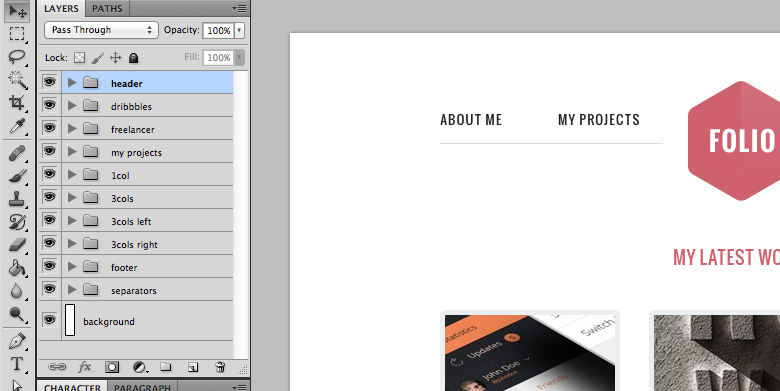 LAYERS PATHS
Pass Through Opacity: 100%
Lock: Fill: 100%
header
dribbbles
freelancer
my projects
1col
3cols
3cols left
3cols right
footer
separators
background
fx
CHARACTER PARAGRAPH
T
ABOUT ME MY PROJECTS
FOLIO
MY LATEST WO
Statistics
Updates 5
John Doe
Friends
Switch